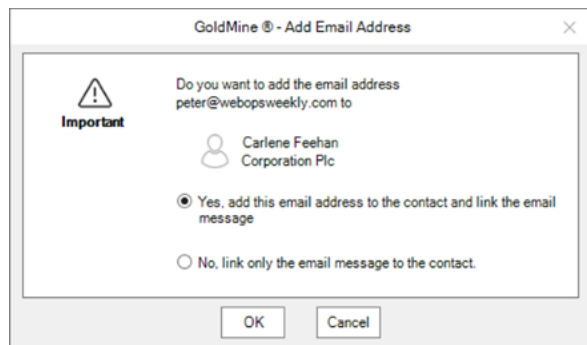 GoldMine ® - Add Email Address
Do you want to add the email address
peter@webopsweekly.com to
Important
Carlene Feehan
Corporation Plc
Yes, add this email address to the contact and link the email
message
No, link only the email message to the contact.
OK
Cancel